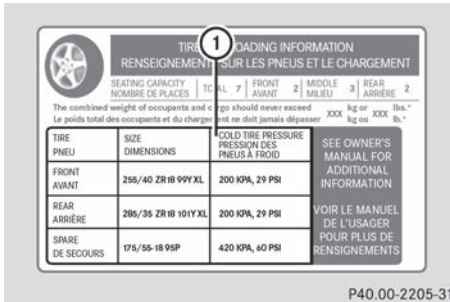 1
TIRE LOADING INFORMATION
RENSEIGNEMENT SUR LES PNEUS ET LE CHARGEMENT
SEATING CAPACITY TOTAL 7 FRONT 2 MIDDLE 3 REAR 2
NOMBRE DE PLACES AVANT MILIEU ARRIÈRE
The combined weight of occupants and cargo should never exceed XXX kg or XXX lbs.*
Le poids total des occupants et du chargement ne doit jamais dépasser kg ou lb.*
TIRE SIZE COLD TIRE PRESSURE
PNEU DIMENSIONS PRESSION DES
PNEUS À FROID
FRONT
AVANT 255/40 ZR18 99Y XL 200 KPA, 29 PSI
REAR
ARRIÈRE 285/35 ZR18 101Y XL 200 KPA, 29 PSI
SPARE
DE SECOURS 175/55-18 95P 420 KPA, 60 PSI
SEE OWNER'S
MANUAL FOR
ADDITIONAL
INFORMATION
VOIR LE MANUEL
DE L'USAGER
POUR PLUS DE
RENSIGNEMENTS
P40.00-2205-31